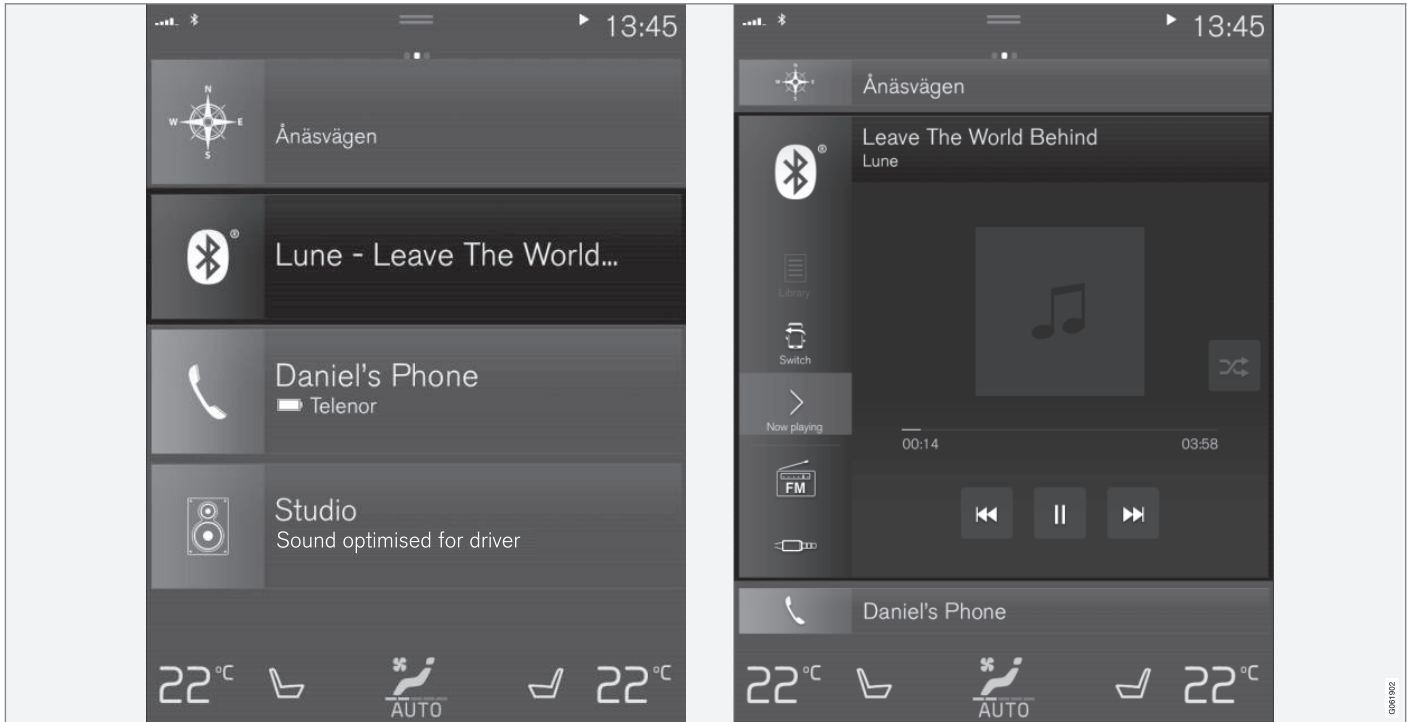 13:45
N
W E
S
Ånäsvägen
®
Lune - Leave The World...
Daniel's Phone
Telenor
Studio
Sound optimised for driver
22°C
AUTO
22°C
13:45
N
W E
S
Ånäsvägen
®
Leave The World Behind
Lune
Library
Switch
Now playing
00:14
03:58
FM
Daniel's Phone
22°C
AUTO
22°C
G061902